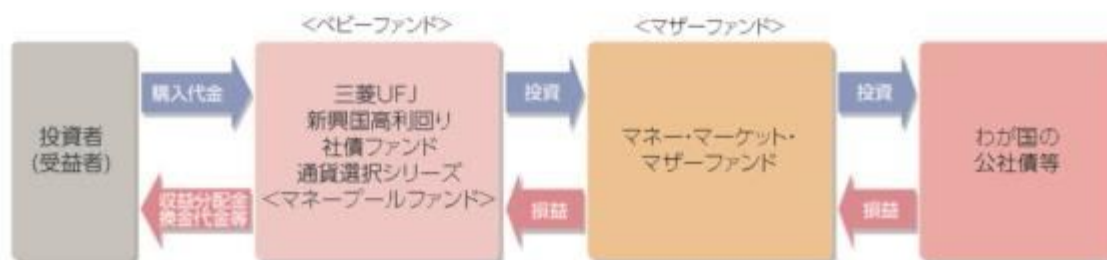 <ベビーファンド>
<マザーファンド>
投資者
(受益者)
購入代金
収益分配金
換金代金等
三菱UFJ
新興国高利回り
社債ファンド
通貨選択シリーズ
<マネープールファンド>
投資
損益
マネー・マーケット・
マザーファンド
投資
損益
わが国の
公社債等